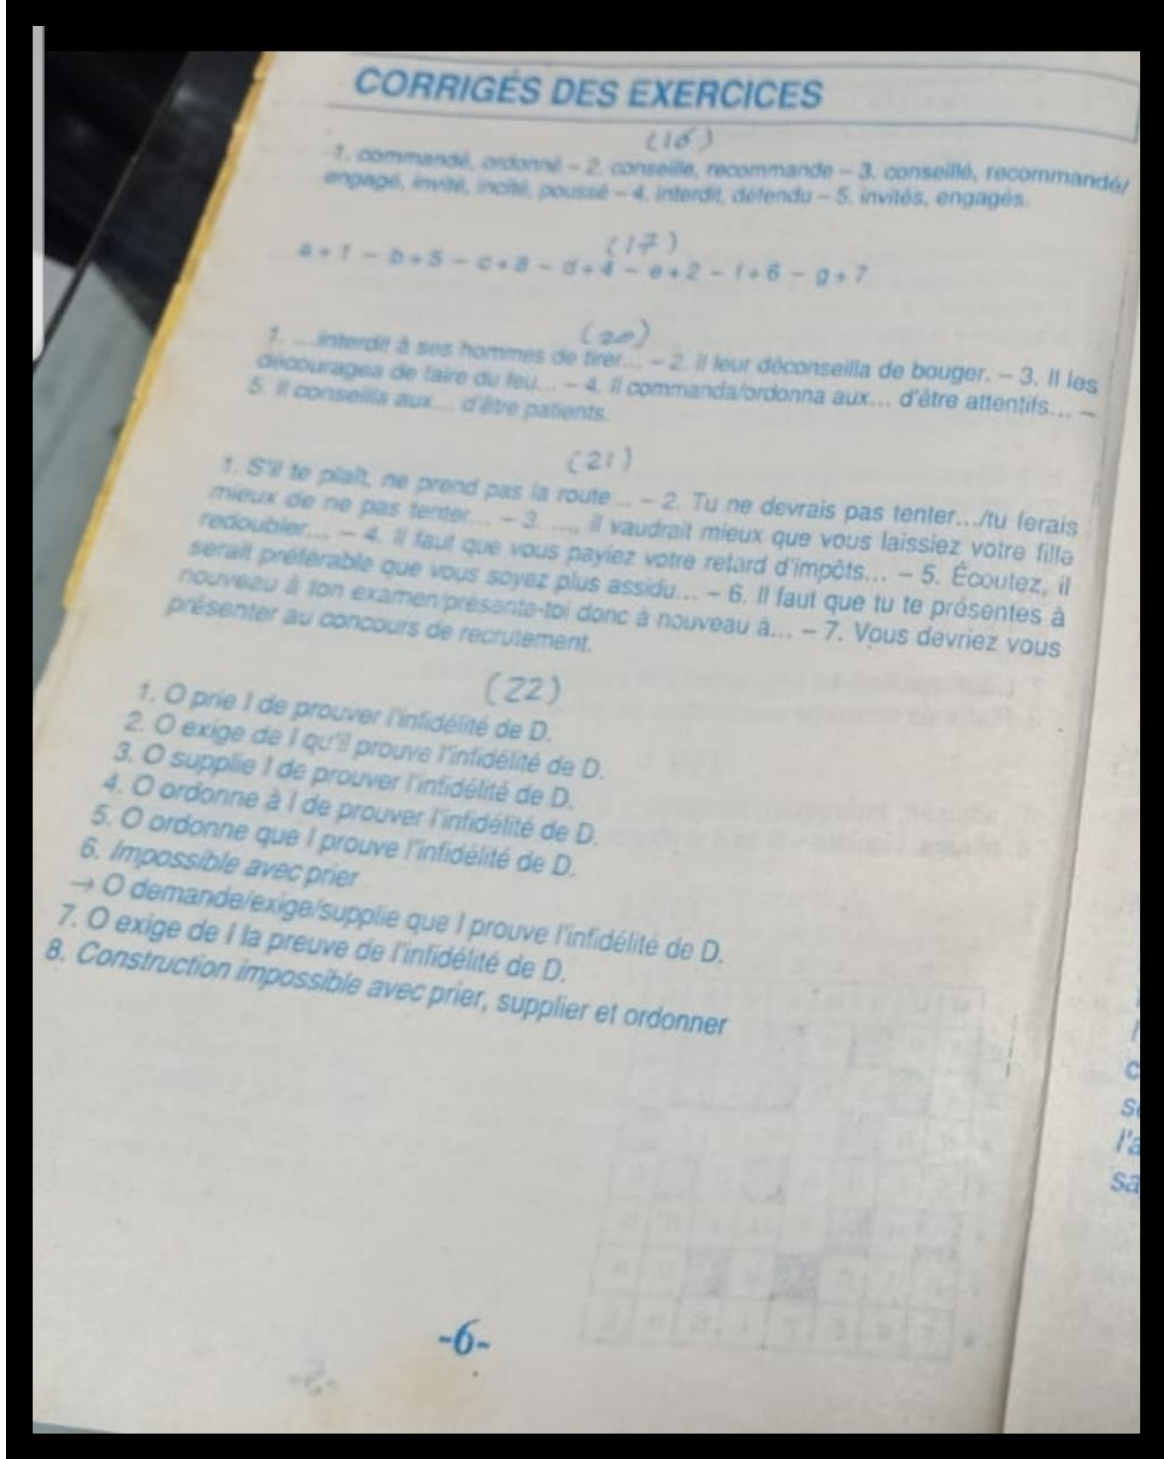 CORRIGÉS DES EXERCICES
(16)
1. commandé, ordonné – 2. conseille, recommande – 3. conseillé, recommandé/
engagé, invité, incité, poussé – 4. interdit, défendu – 5. invités, engagés.
(17)
a + 1 – b + 5 – c + 8 – d + 4 – e + 2 – f + 6 – g + 7
(20)
1. ...interdit à ses hommes de tirer... – 2. Il leur déconseilla de bouger. – 3. Il les
découragea de faire du feu... – 4. Il commanda/ordonna aux... d'être attentifs... –
5. Il conseilla aux... d'être patients.
(21)
1. S'il te plaît, ne prend pas la route ... – 2. Tu ne devrais pas tenter.../tu ferais
mieux de ne pas tenter... – 3. ..., il vaudrait mieux que vous laissiez votre fille
redoubler... – 4. Il faut que vous payiez votre retard d'impôts... – 5. Écoutez, il
serait préférable que vous soyez plus assidu... – 6. Il faut que tu te présentes à
nouveau à ton examen/présente-toi donc à nouveau à... – 7. Vous devriez vous
présenter au concours de recrutement.
(22)
1. O prie I de prouver l'infidélité de D.
2. O exige de I qu'il prouve l'infidélité de D.
3. O supplie I de prouver l'infidélité de D.
4. O ordonne à I de prouver l'infidélité de D.
5. O ordonne que I prouve l'infidélité de D.
6. Impossible avec prier
→ O demande/exige/supplie que I prouve l'infidélité de D.
7. O exige de I la preuve de l'infidélité de D.
8. Construction impossible avec prier, supplier et ordonner
-6-